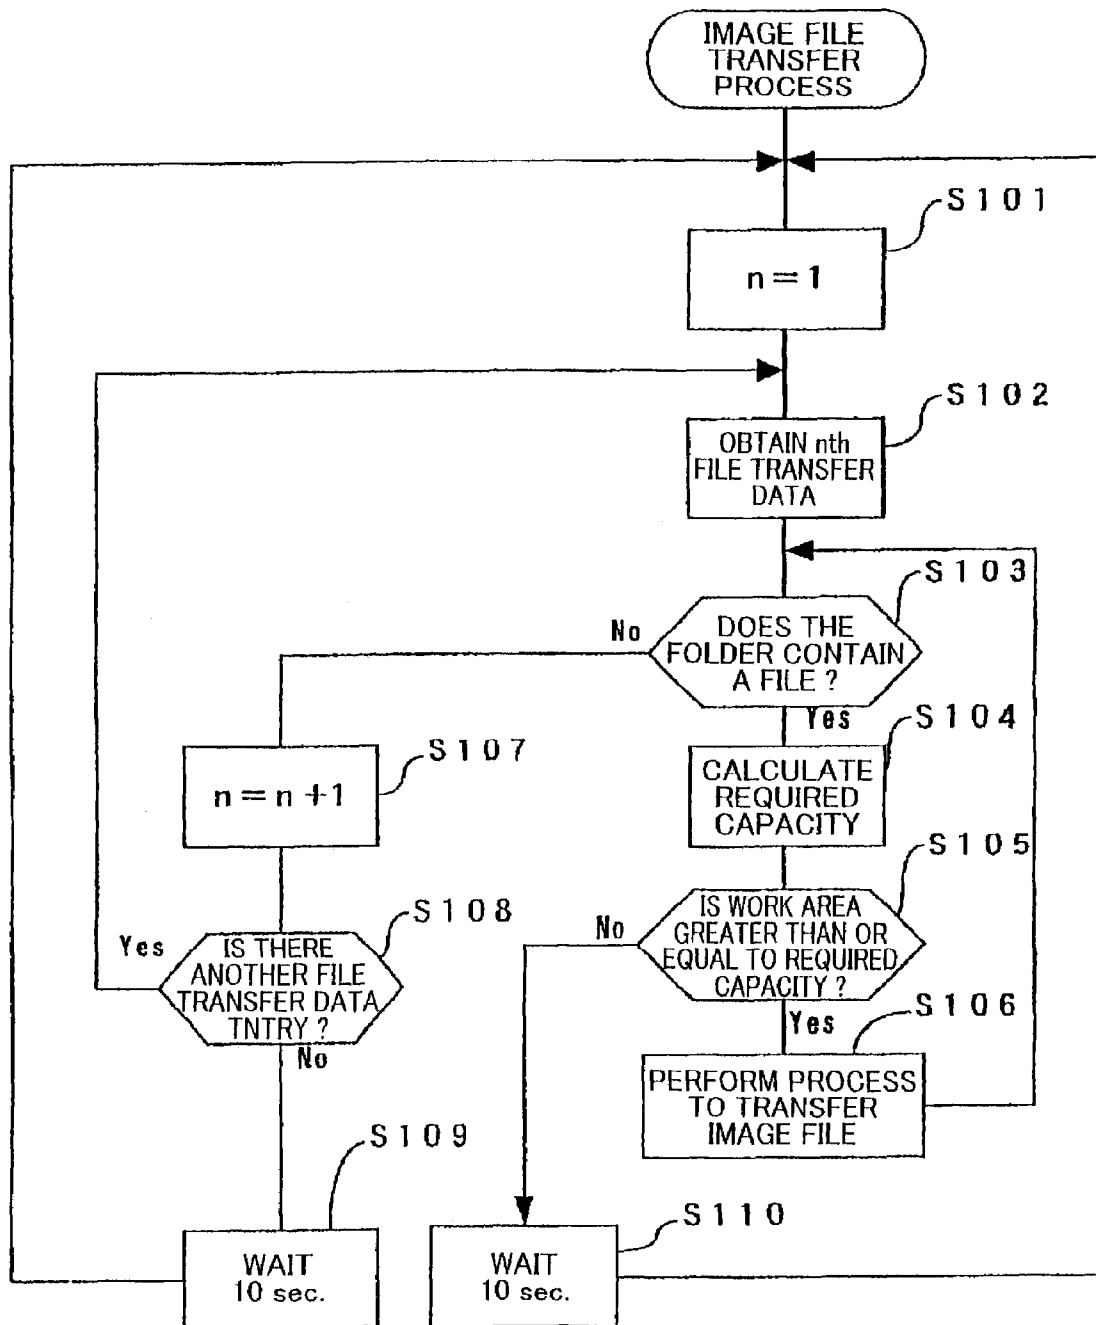 IMAGE FILE
TRANSFER
PROCESS
S101
n=1
S102
OBTAIN nth
FILE TRANSFER
DATA
S103
No
DOES THE
FOLDER CONTAIN
A FILE ?
Yes
S104
CALCULATE
REQUIRED
CAPACITY
S107
n=n+1
S105
No
IS WORK AREA
GREATER THAN OR
EQUAL TO REQUIRED
CAPACITY ?
Yes
S108
Yes
IS THERE
ANOTHER FILE
TRANSFER DATA
TNTRY ?
No
S106
PERFORM PROCESS
TO TRANSFER
IMAGE FILE
S109
WAIT
10 sec.
S110
WAIT
10 sec.